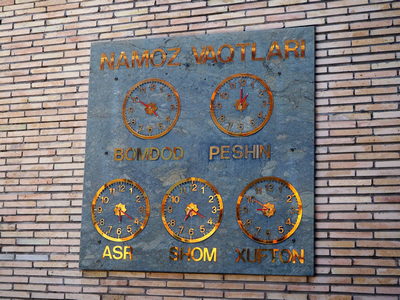 NAMOZ VAQTLARI
BOMDOD PESHIN
ASR SHOM XUFTON